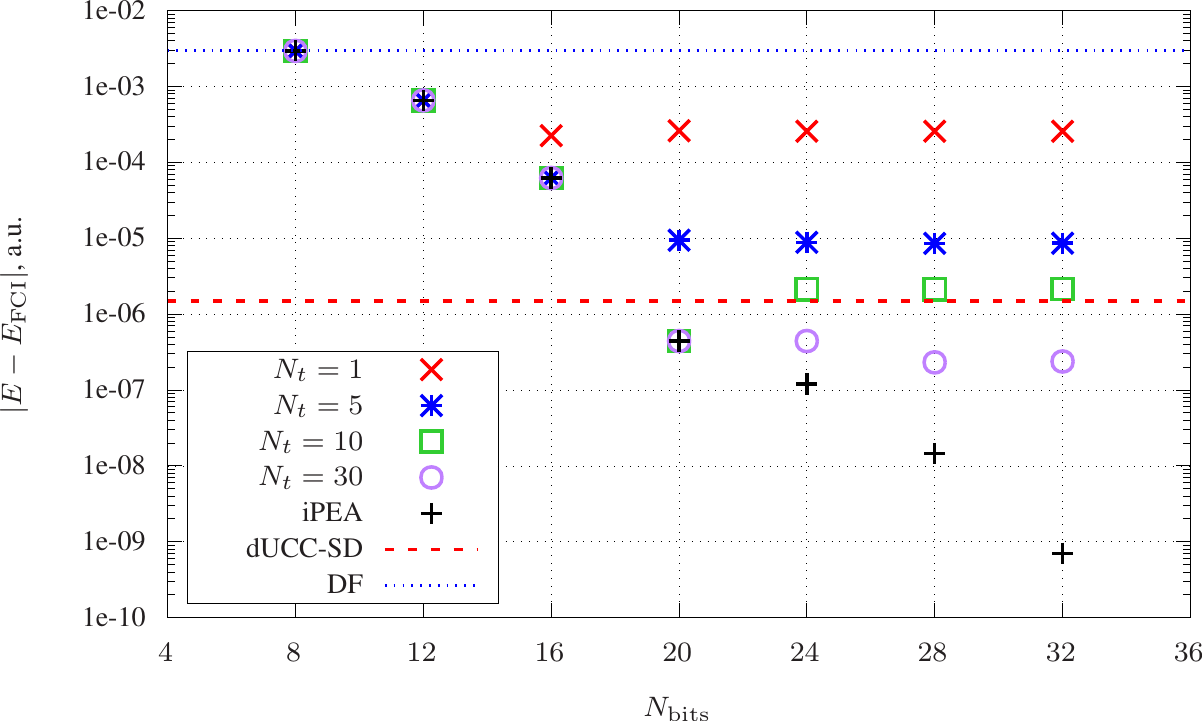 1e-02
1e-03
1e-04
1e-05
1e-06
1e-07
1e-08
1e-09
1e-10
|E − E_FCI|, a.u.
N_t = 1
N_t = 5
N_t = 10
N_t = 30
iPEA
dUCC-SD
DF
4 8 12 16 20 24 28 32 36
N_bits